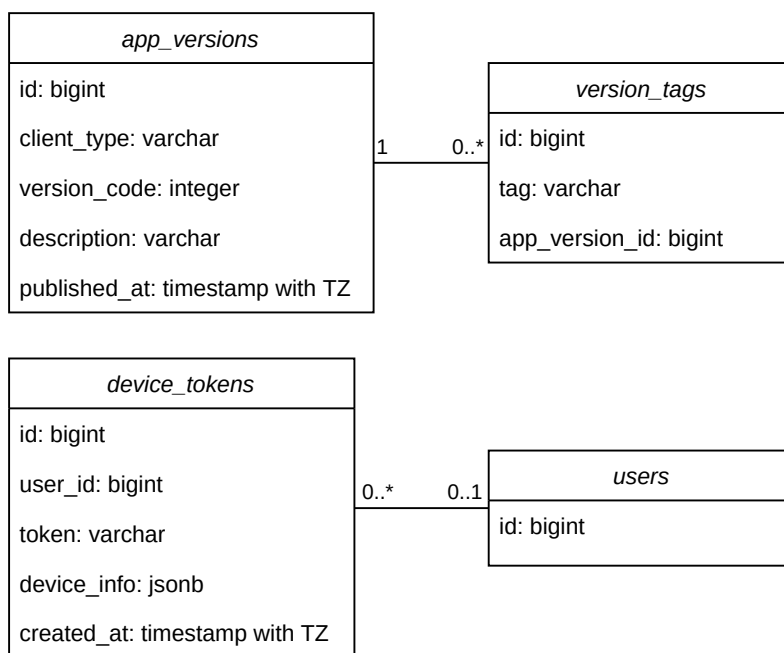 app_versions
id: bigint
client_type: varchar
version_code: integer
description: varchar
published_at: timestamp with TZ
1
0..*
version_tags
id: bigint
tag: varchar
app_version_id: bigint
device_tokens
id: bigint
user_id: bigint
token: varchar
device_info: jsonb
created_at: timestamp with TZ
0..*
0..1
users
id: bigint